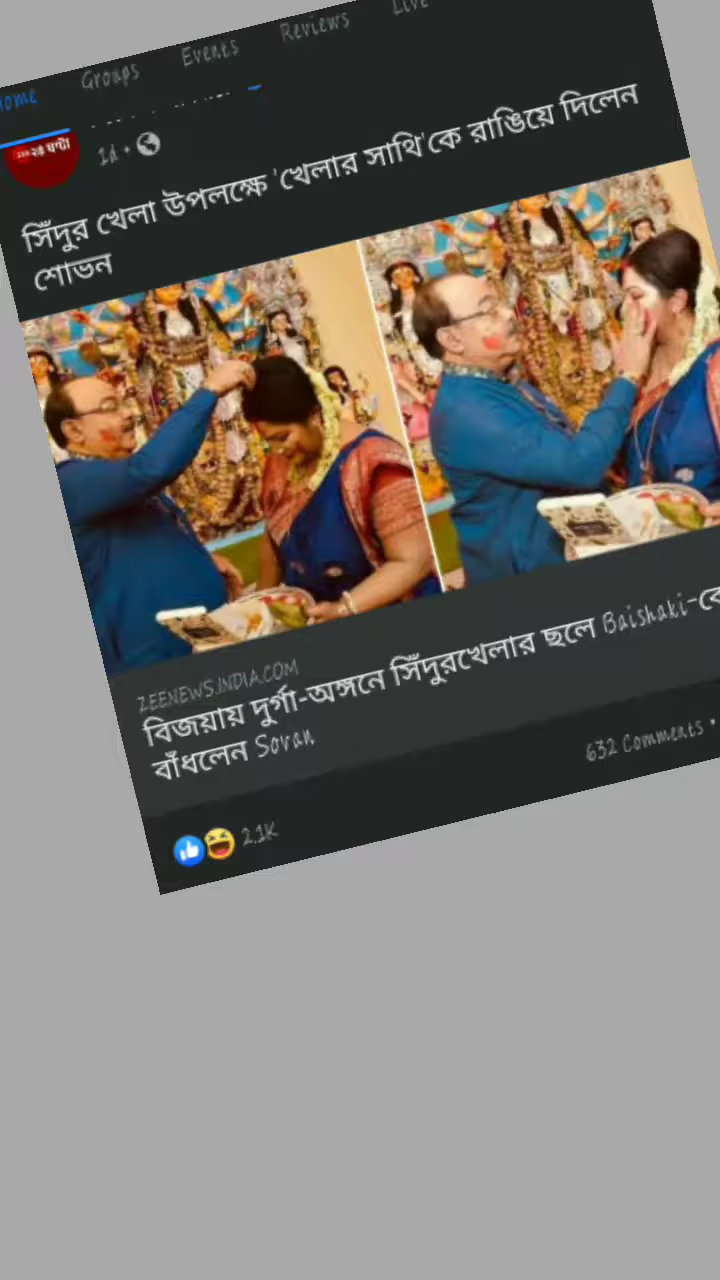 Home Groups Events Reviews Live
২৪ ঘণ্টা
1d
সিঁদুর খেলা উপলক্ষে 'খেলার সাথি'কে রাঙিয়ে দিলেন
শোভন
ZEENEWS.INDIA.COM
বিজয়ায় দুর্গা-অঙ্গনে সিঁদুরখেলার ছলে Baishaki-কে
বাঁধলেন Sovan
2.1K
632 Comments